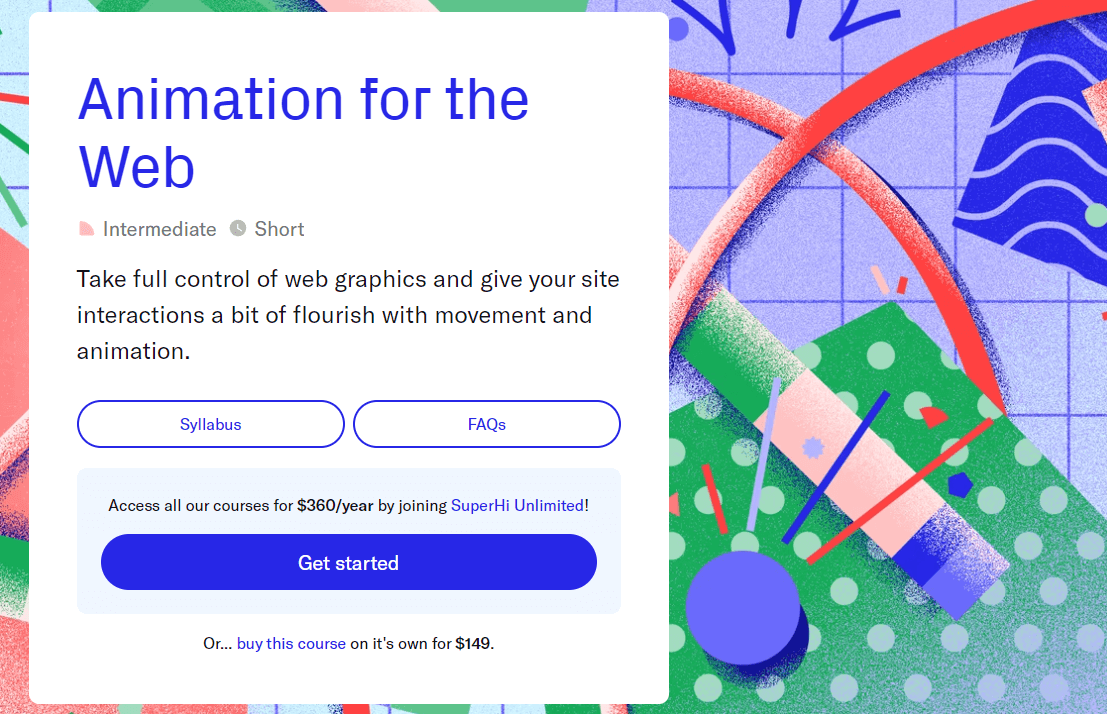 Animation for the
Web
Intermediate Short
Take full control of web graphics and give your site
interactions a bit of flourish with movement and
animation.
Syllabus FAQs
Access all our courses for $360/year by joining SuperHi Unlimited!
Get started
Or... buy this course on it's own for $149.